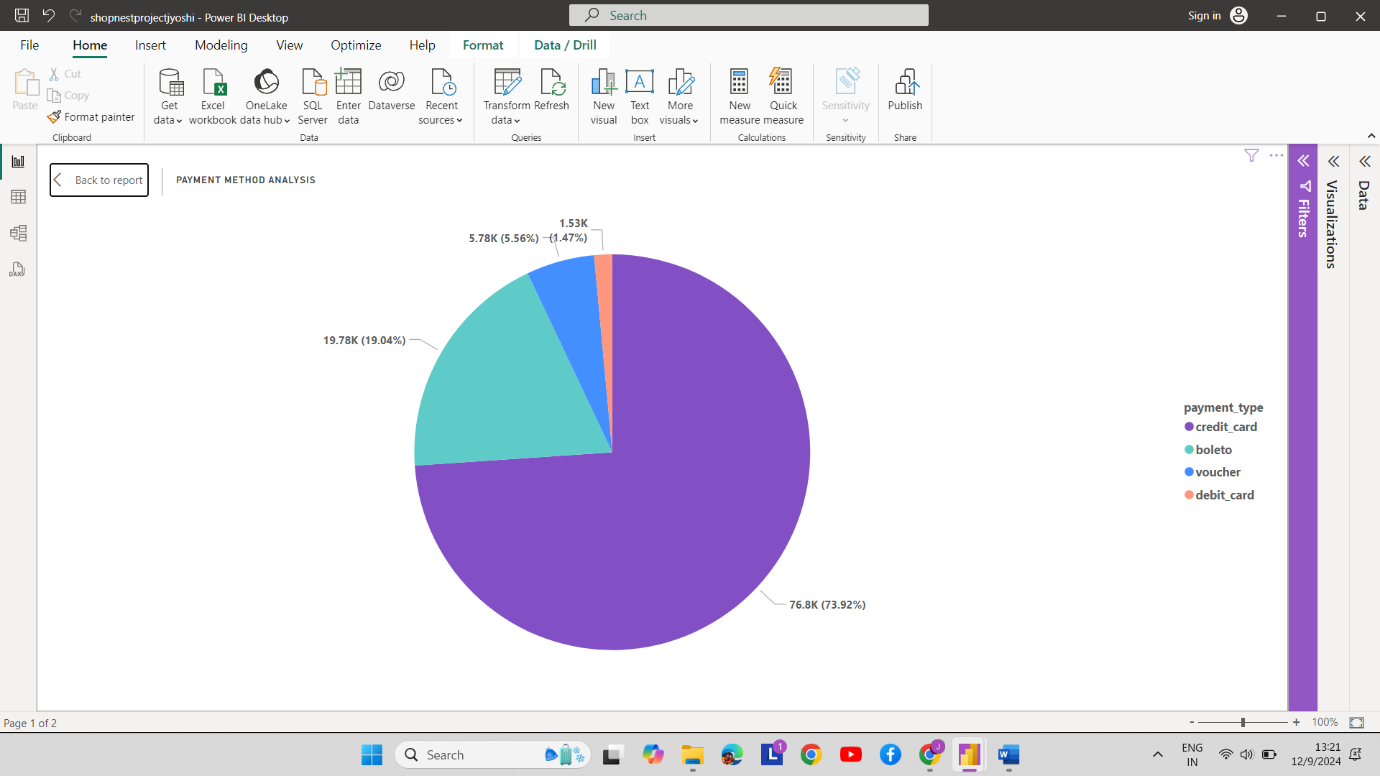 shopnestprojectjyoshi - Power BI Desktop
Search
Sign in
File Home Insert Modeling View Optimize Help Format Data / Drill
Paste
Cut
Copy
Format painter
Clipboard
Get data
Excel workbook
OneLake data hub
SQL Server
Enter data
Dataverse
Recent sources
Data
Transform data
Refresh
Queries
New visual
Text box
More visuals
Insert
New measure
Quick measure
Calculations
Sensitivity
Sensitivity
Publish
Share
Back to report
PAYMENT METHOD ANALYSIS
1.53K
(1.47%)
5.78K (5.56%)
19.78K (19.04%)
76.8K (73.92%)
payment_type
credit_card
boleto
voucher
debit_card
Filters
Visualizations
Data
Page 1 of 2
- + 100%
Search
1
J
ENG
IN
13:21
12/9/2024